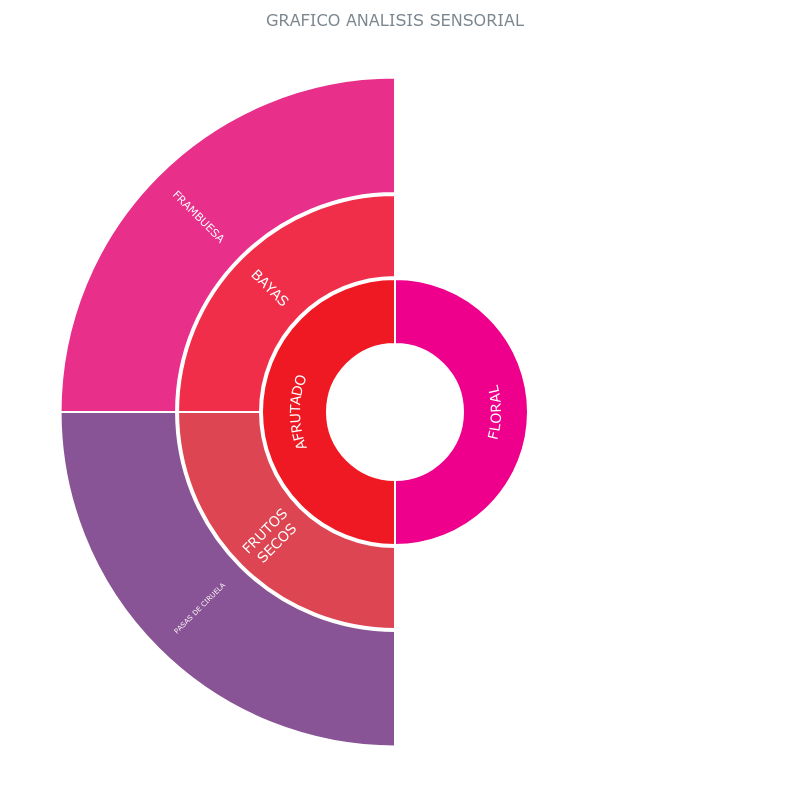 GRAFICO ANALISIS SENSORIAL
FRAMBUESA
BAYAS
AFRUTADO
FLORAL
FRUTOS
SECOS
PASAS DE CIRUELA